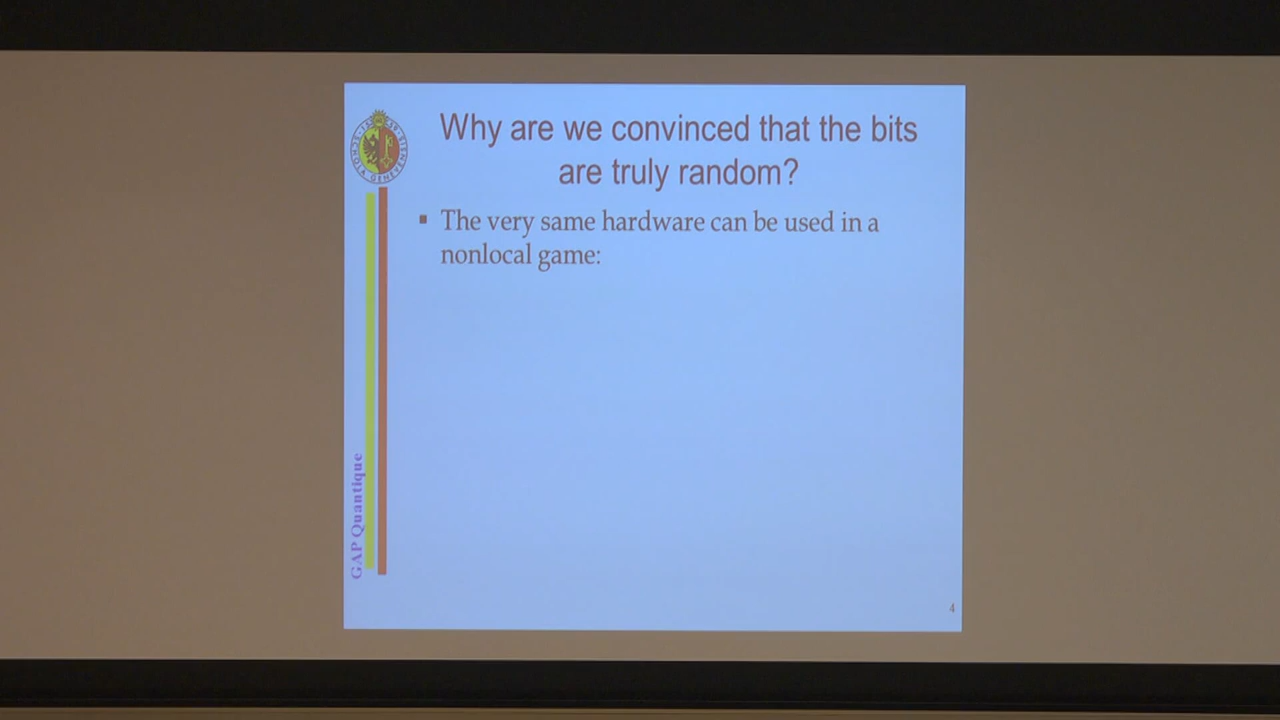 Why are we convinced that the bits
are truly random?
The very same hardware can be used in a
nonlocal game:
GAP Quantique
4